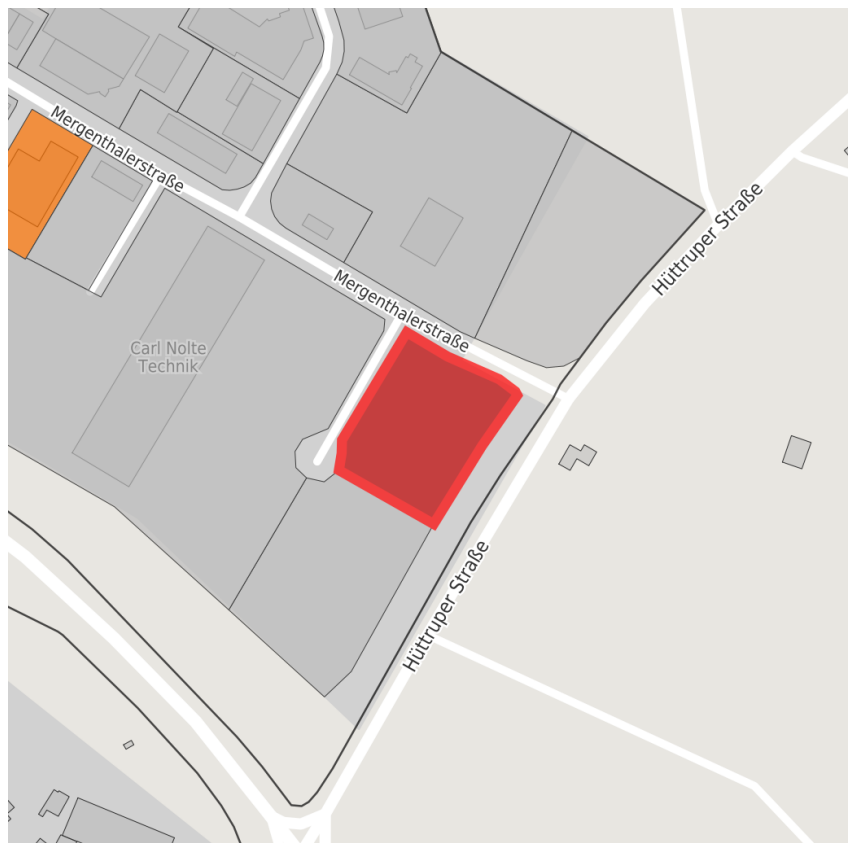 Mergenthalerstraße
Hüttruper Straße
Mergenthalerstraße
Carl Nolte
Technik
Hüttruper Straße